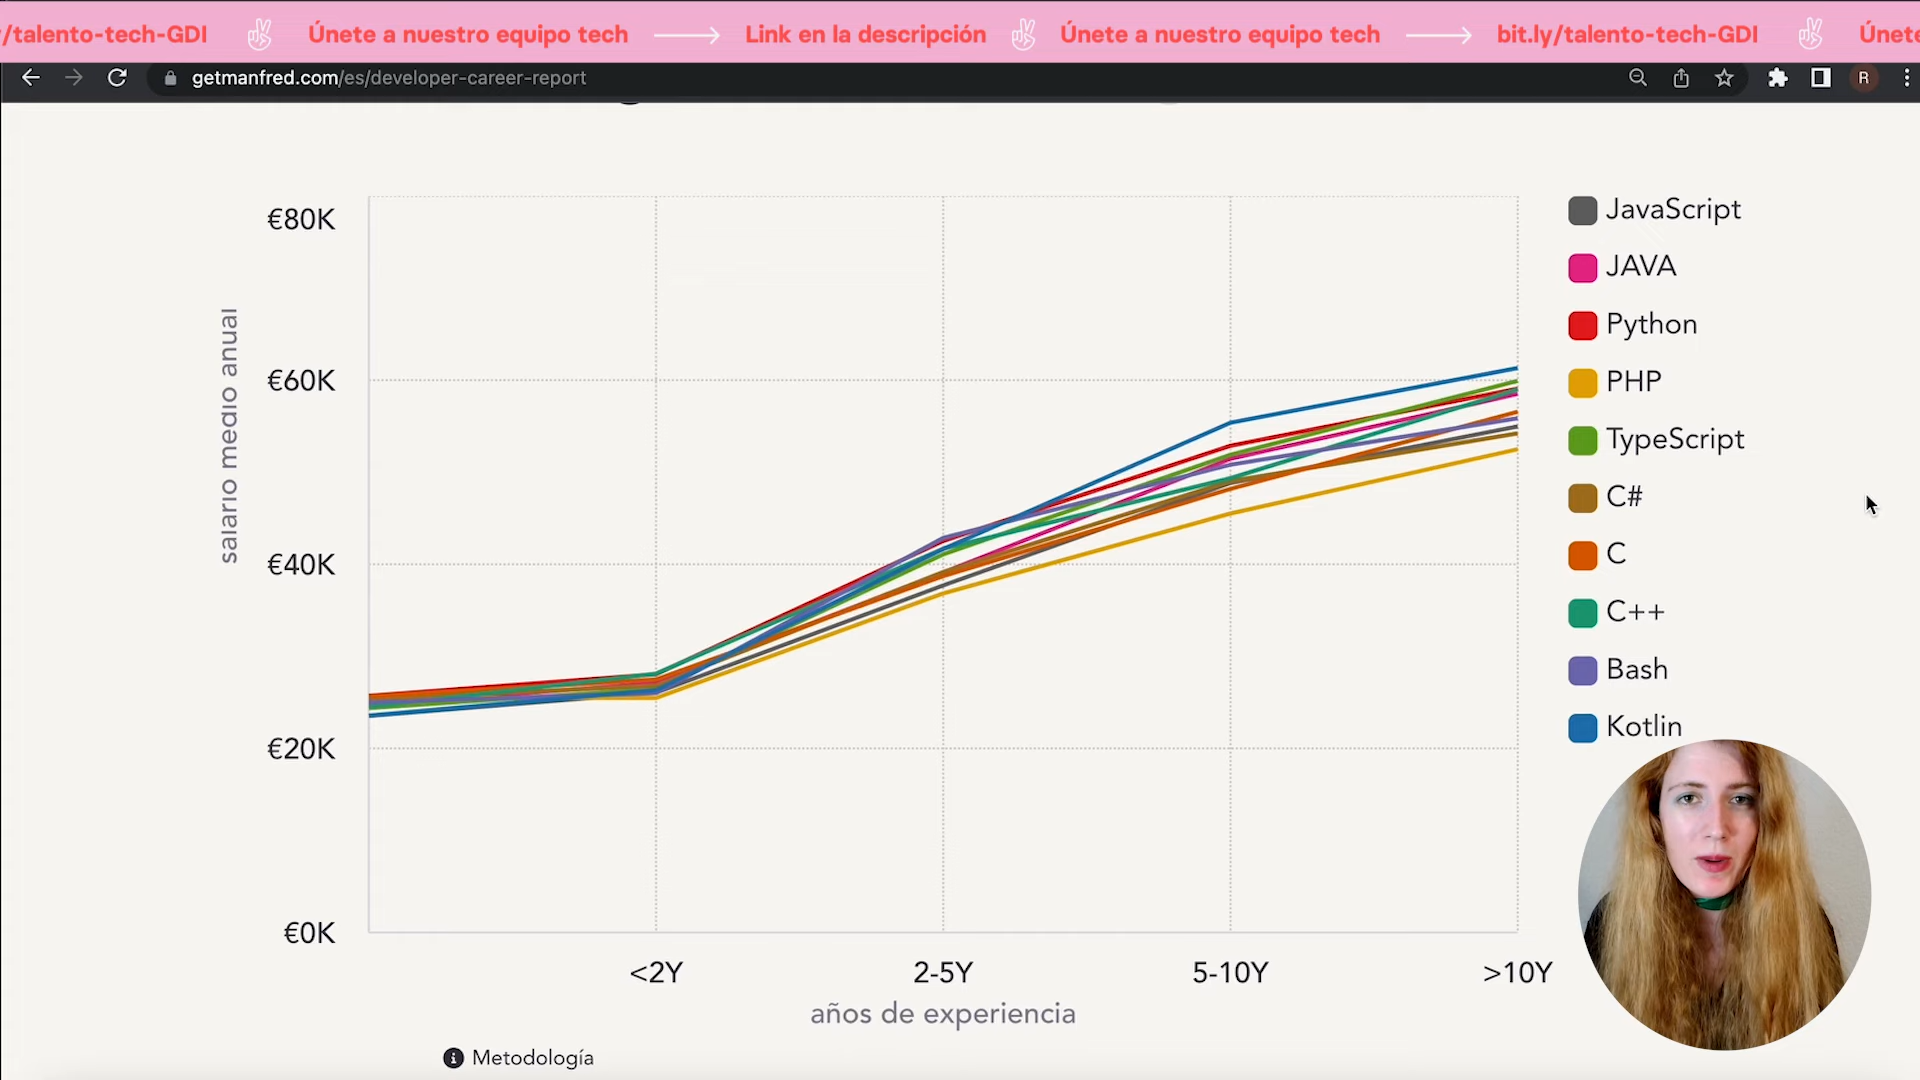 /talento-tech-GDI Únete a nuestro equipo tech Link en la descripción Únete a nuestro equipo tech bit.ly/talento-tech-GDI Únete
getmanfred.com/es/developer-career-report
R
€80K
€60K
€40K
€20K
€0K
salario medio anual
<2Y 2-5Y 5-10Y >10Y
años de experiencia
Metodología
JavaScript
JAVA
Python
PHP
TypeScript
C#
C
C++
Bash
Kotlin